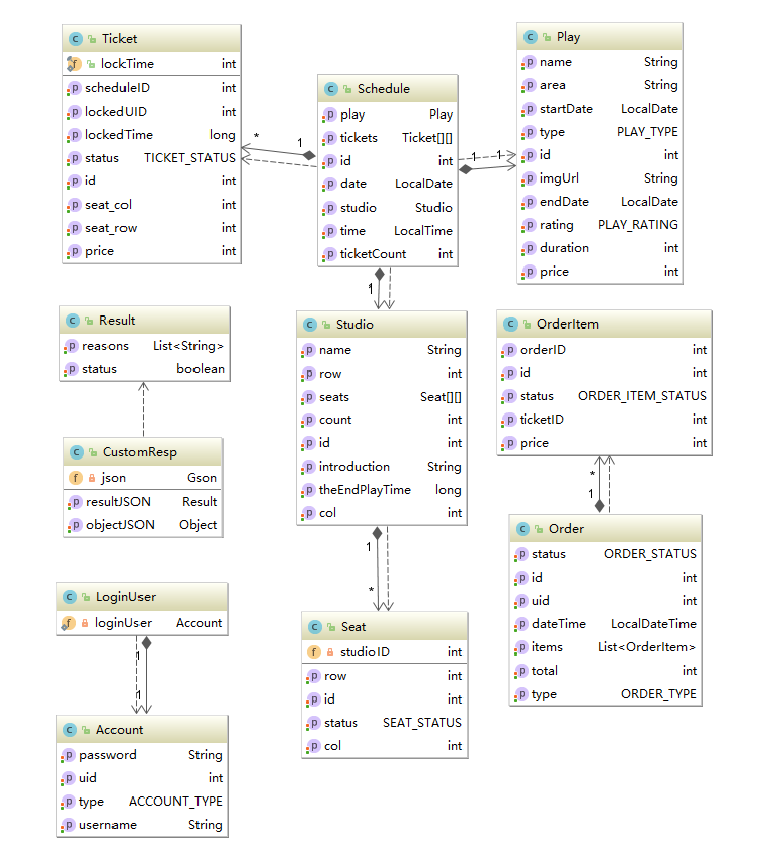 C Ticket
f lockTime int
p scheduleID int
p lockedUID int
p lockedTime long
p status TICKET_STATUS
p id int
p seat_col int
p seat_row int
p price int
C Schedule
p play Play
p tickets Ticket[][]
p id int
p date LocalDate
p studio Studio
p time LocalTime
p ticketCount int
C Play
p name String
p area String
p startDate LocalDate
p type PLAY_TYPE
p id int
p imgUrl String
p endDate LocalDate
p rating PLAY_RATING
p duration int
p price int
* 1
1 1
1
C Result
p reasons List<String>
p status boolean
C Studio
p name String
p row int
p seats Seat[][]
p count int
p id int
p introduction String
p theEndPlayTime long
p col int
C OrderItem
p orderID int
p id int
p status ORDER_ITEM_STATUS
p ticketID int
p price int
C CustomResp
f json Gson
p resultJSON Result
p objectJSON Object
*
1
C Order
p status ORDER_STATUS
p id int
p uid int
p dateTime LocalDateTime
p items List<OrderItem>
p total int
p type ORDER_TYPE
1
*
C LoginUser
f loginUser Account
1
1
C Seat
f studioID int
p row int
p id int
p status SEAT_STATUS
p col int
C Account
p password String
p uid int
p type ACCOUNT_TYPE
p username String